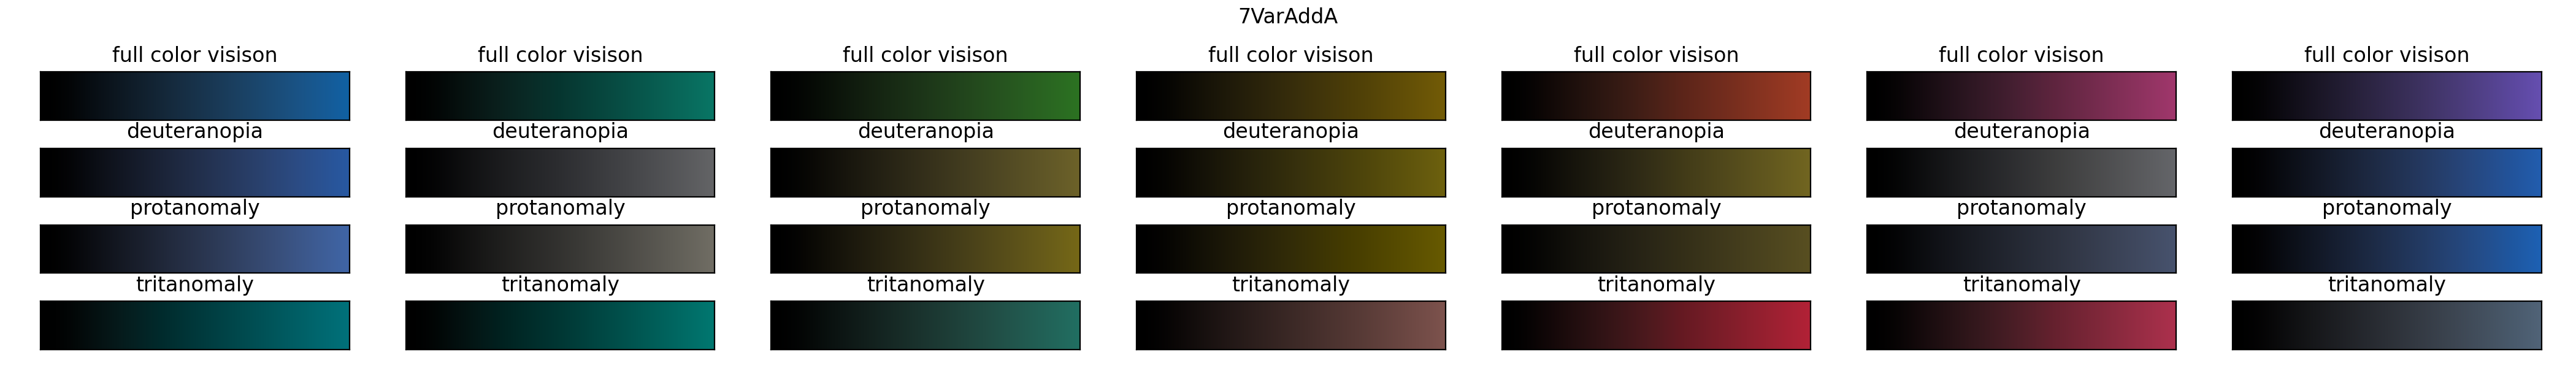 7VarAddA
full color visison full color visison full color visison full color visison full color visison full color visison full color visison
deuteranopia deuteranopia deuteranopia deuteranopia deuteranopia deuteranopia deuteranopia
protanomaly protanomaly protanomaly protanomaly protanomaly protanomaly protanomaly
tritanomaly tritanomaly tritanomaly tritanomaly tritanomaly tritanomaly tritanomaly